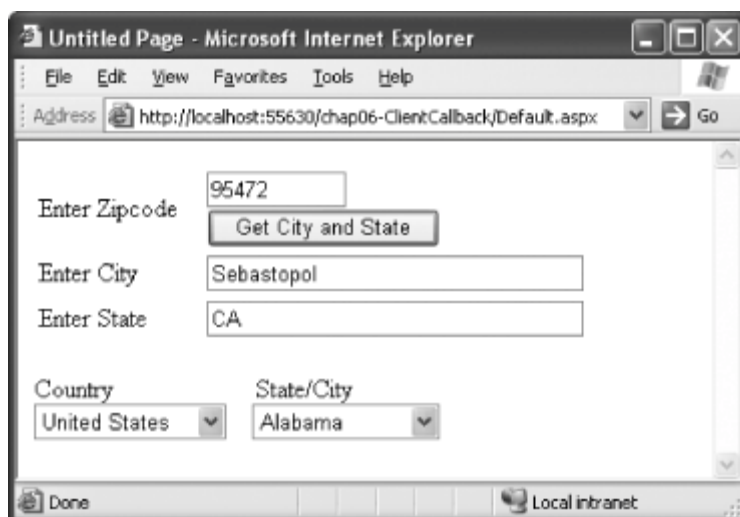 Untitled Page - Microsoft Internet Explorer
File Edit View Favorites Tools Help
Address http://localhost:55630/chap06-ClientCallback/Default.aspx Go
Enter Zipcode 95472
Get City and State
Enter City Sebastopol
Enter State CA
Country State/City
United States Alabama
Done Local intranet